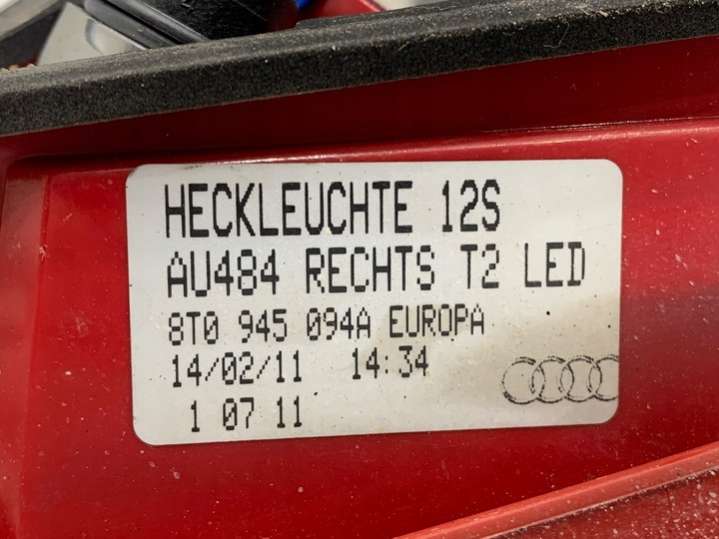 HECKLEUCHTE 12S
AU484 RECHTS T2 LED
8T0 945 094A EUROPA
14/02/11 14:34
1 07 11